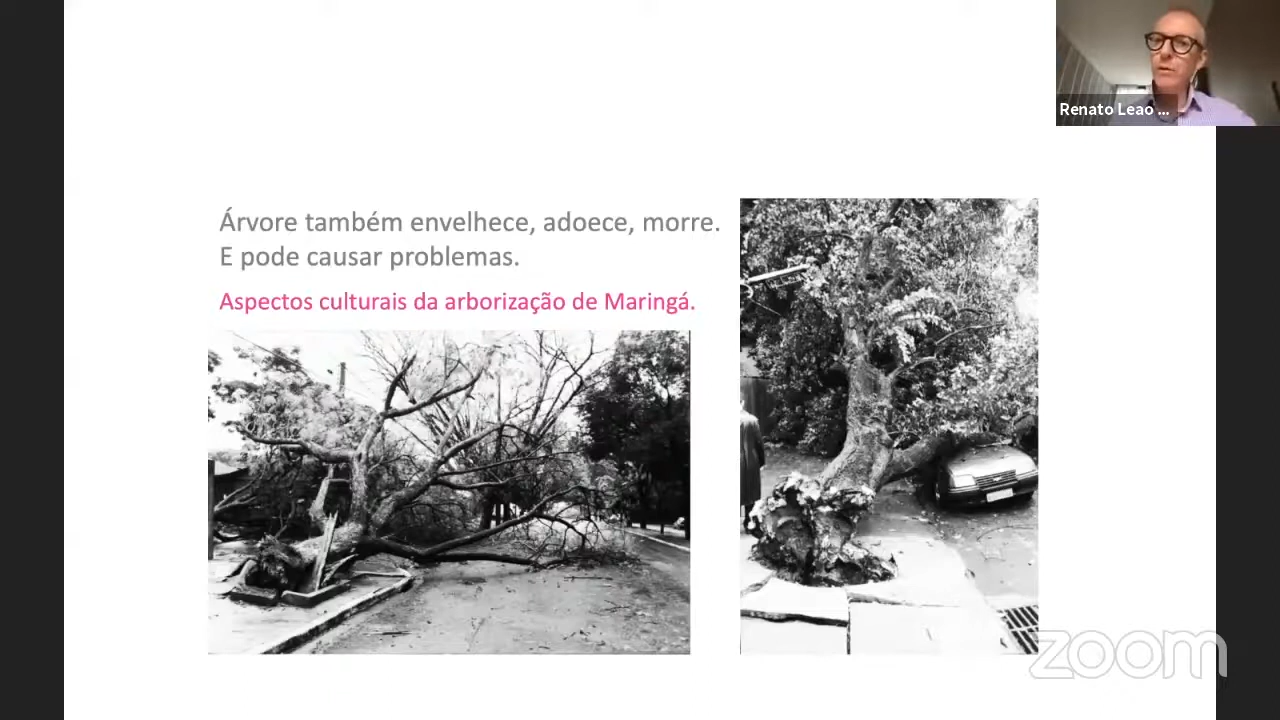 Renato Leao ...
Árvore também envelhece, adoece, morre.
E pode causar problemas.
Aspectos culturais da arborização de Maringá.
zoom